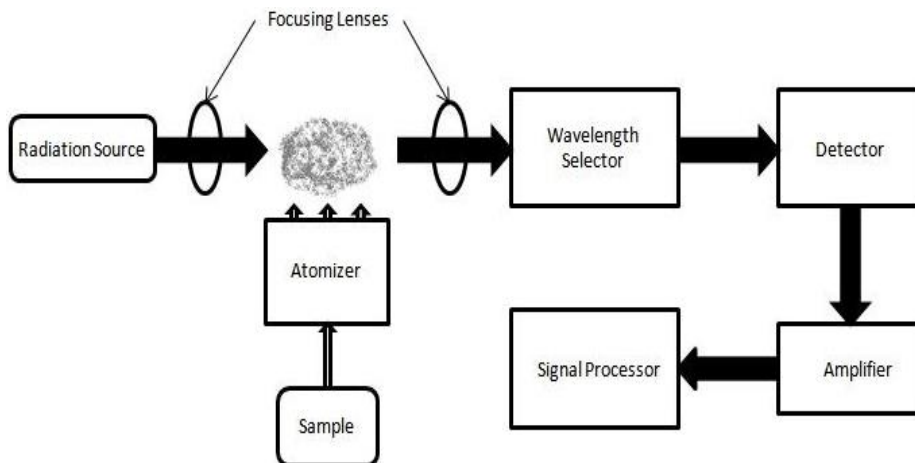 Focusing Lenses
Radiation Source
Wavelength
Selector
Detector
Atomizer
Signal Processor
Amplifier
Sample